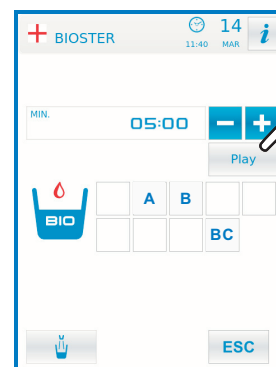 BIOSTER
11:40
14
MAR
i
MIN.
05:00
Play
A B
BIO
BC
ESC